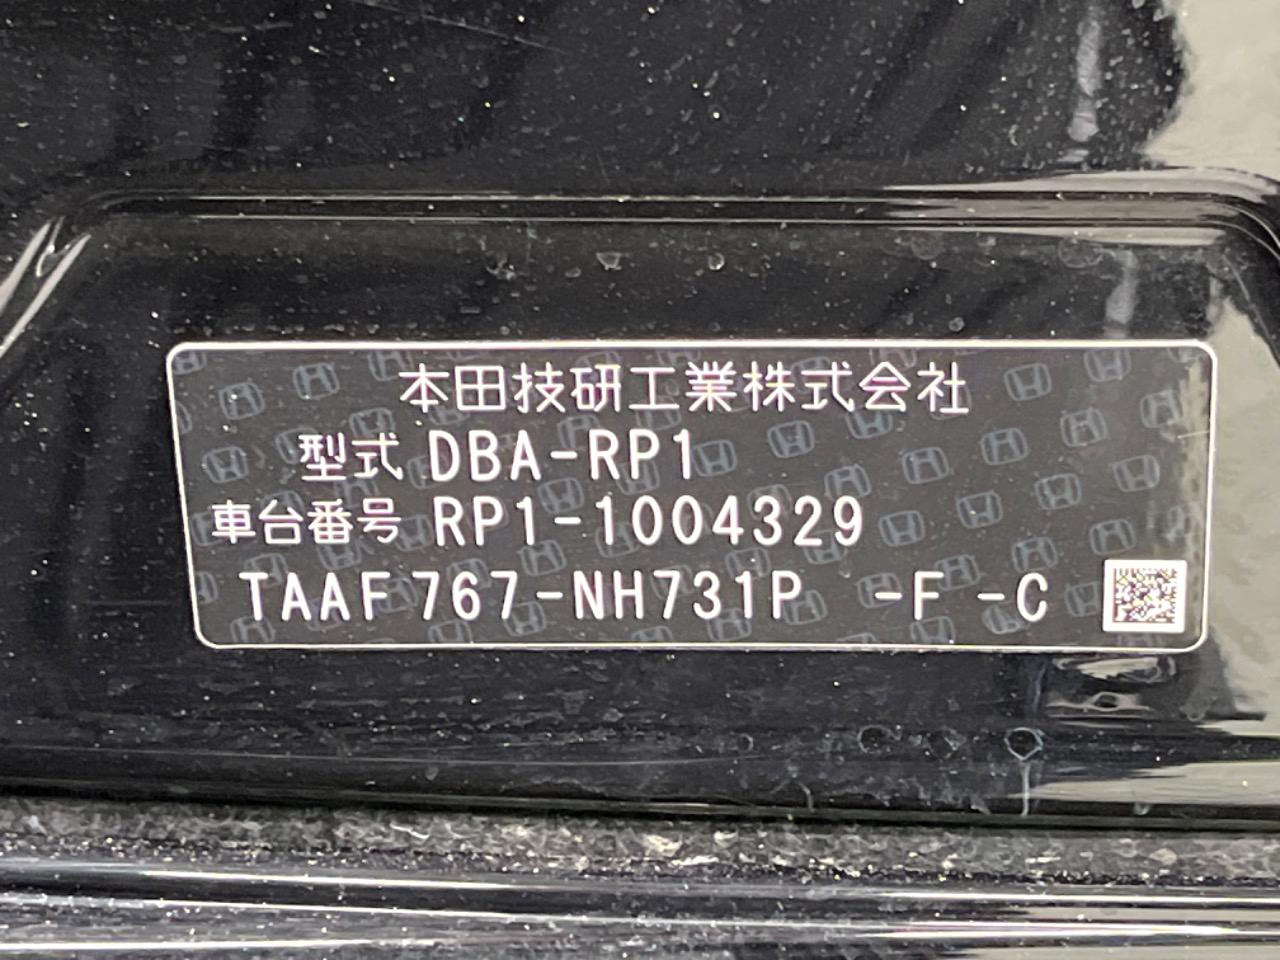 本田技研工業株式会社
型式 DBA-RP1
車台番号 RP1-1004329
TAAF767-NH731P -F -C